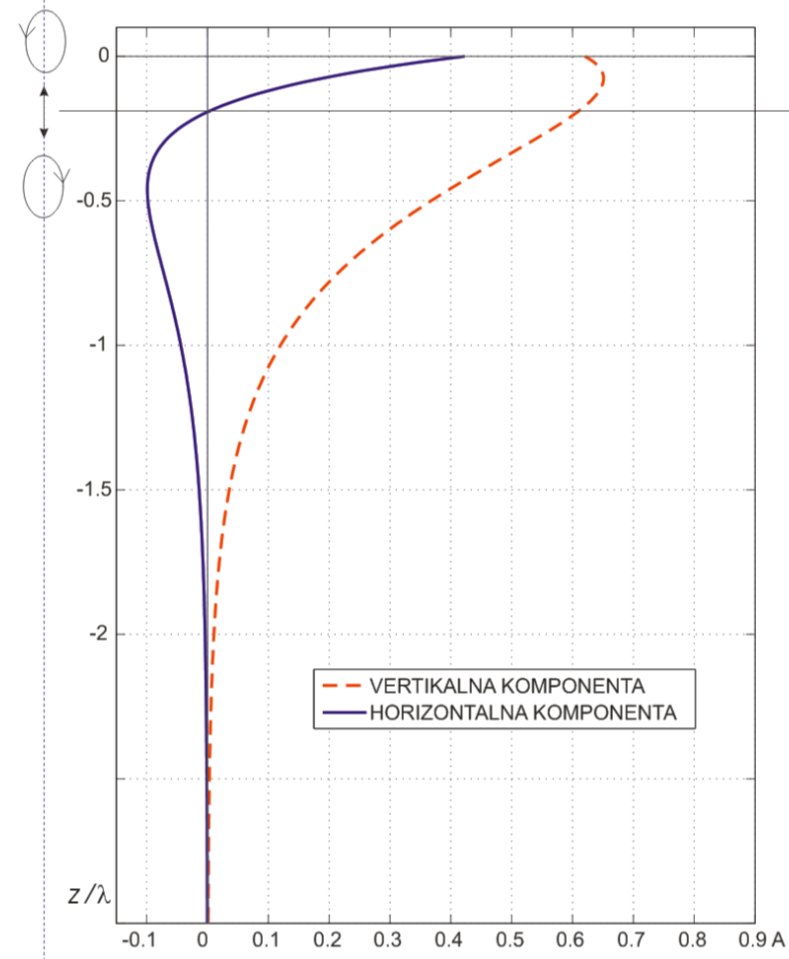 0
-0.5
-1
-1.5
-2
VERTIKALNA KOMPONENTA
HORIZONTALNA KOMPONENTA
z/λ
-0.1 0 0.1 0.2 0.3 0.4 0.5 0.6 0.7 0.8 0.9 A